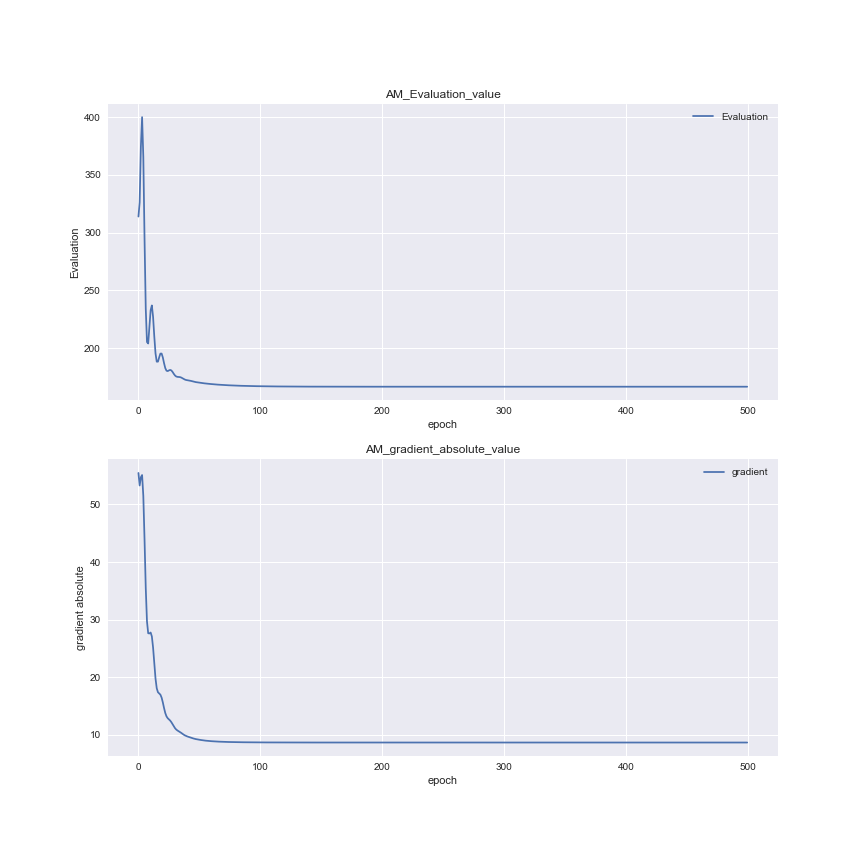 AM_Evaluation_value
400
350
300
250
200
Evaluation
Evaluation
0 100 200 300 400 500
epoch
AM_gradient_absolute_value
50
40
30
20
10
gradient absolute
gradient
0 100 200 300 400 500
epoch